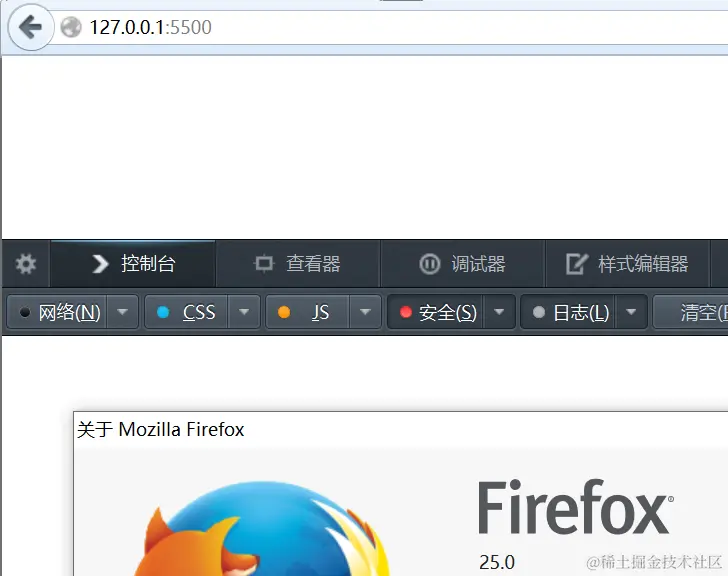 127.0.0.1:5500
控制台 查看器 调试器 样式编辑器
网络(N) CSS JS 安全(S) 日志(L) 清空(
关于 Mozilla Firefox
Firefox®
25.0
@稀土掘金技术社区